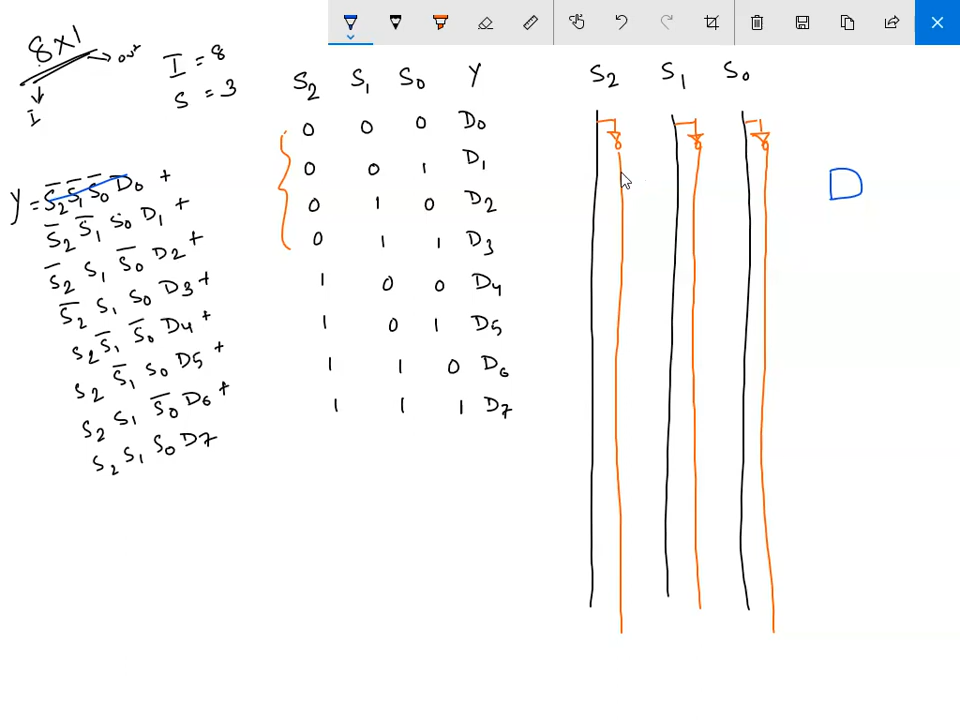 8x1
out
I
I = 8
S = 3
S2 S1 S0 Y
0 0 0 D0
0 0 1 D1
0 1 0 D2
0 1 1 D3
1 0 0 D4
1 0 1 D5
1 1 0 D6
1 1 1 D7
Y = S̅2 S̅1 S̅0 D̅0 +
S̅2 S̅1 S0 D1 +
S̅2 S1 S̅0 D2 +
S̅2 S1 S0 D3 +
S2 S̅1 S̅0 D4 +
S2 S̅1 S0 D5 +
S2 S1 S̅0 D6 +
S2 S1 S0 D7
S2 S1 S0